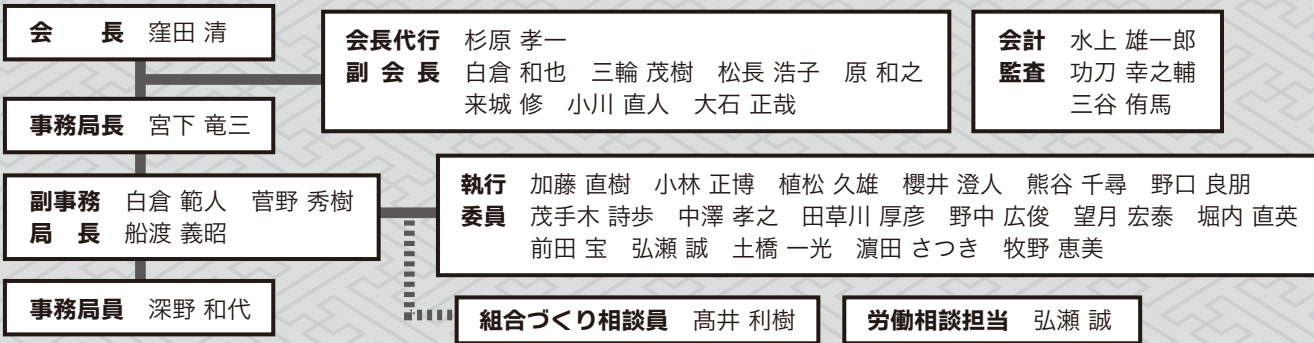 会　　長　窪田 清
会長代行　杉原 孝一
副 会 長　白倉 和也　三輪 茂樹　松長 浩子　原 和之
来城 修　小川 直人　大石 正哉
会計　水上 雄一郎
監査　功刀 幸之輔
三谷 侑馬
事務局長　宮下 竜三
副事務　白倉 範人　菅野 秀樹
局　長　船渡 義昭
執行　加藤 直樹　小林 正博　植松 久雄　櫻井 澄人　熊谷 千尋　野口 良朋
委員　茂手木 詩歩　中澤 孝之　田草川 厚彦　野中 広俊　望月 宏泰　堀内 直英
前田 宝　弘瀬 誠　土橋 一光　濵田 さつき　牧野 恵美
事務局員　深野 和代
組合づくり相談員　髙井 利樹
労働相談担当　弘瀬 誠